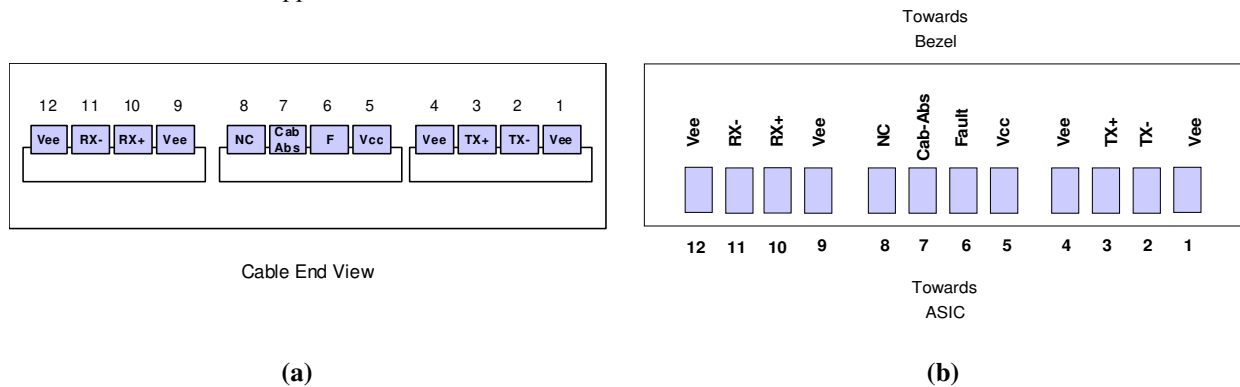 Towards
Bezel
12 11 10 9 8 7 6 5 4 3 2 1
Vee RX- RX+ Vee NC Cab Abs F Vcc Vee TX+ TX- Vee
Cable End View
(a)
Vee RX- RX+ Vee NC Cab-Abs Fault Vcc Vee TX+ TX- Vee
12 11 10 9 8 7 6 5 4 3 2 1
Towards
ASIC
(b)